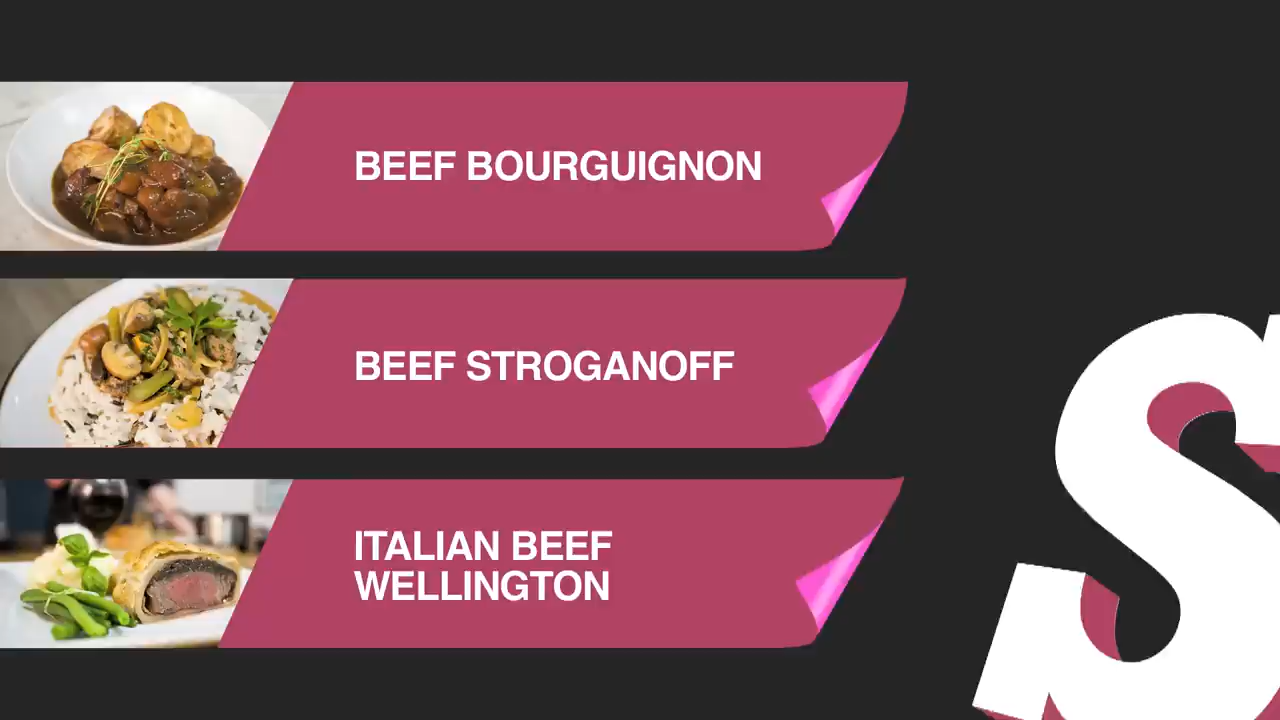 BEEF BOURGUIGNON
BEEF STROGANOFF
ITALIAN BEEF
WELLINGTON
S